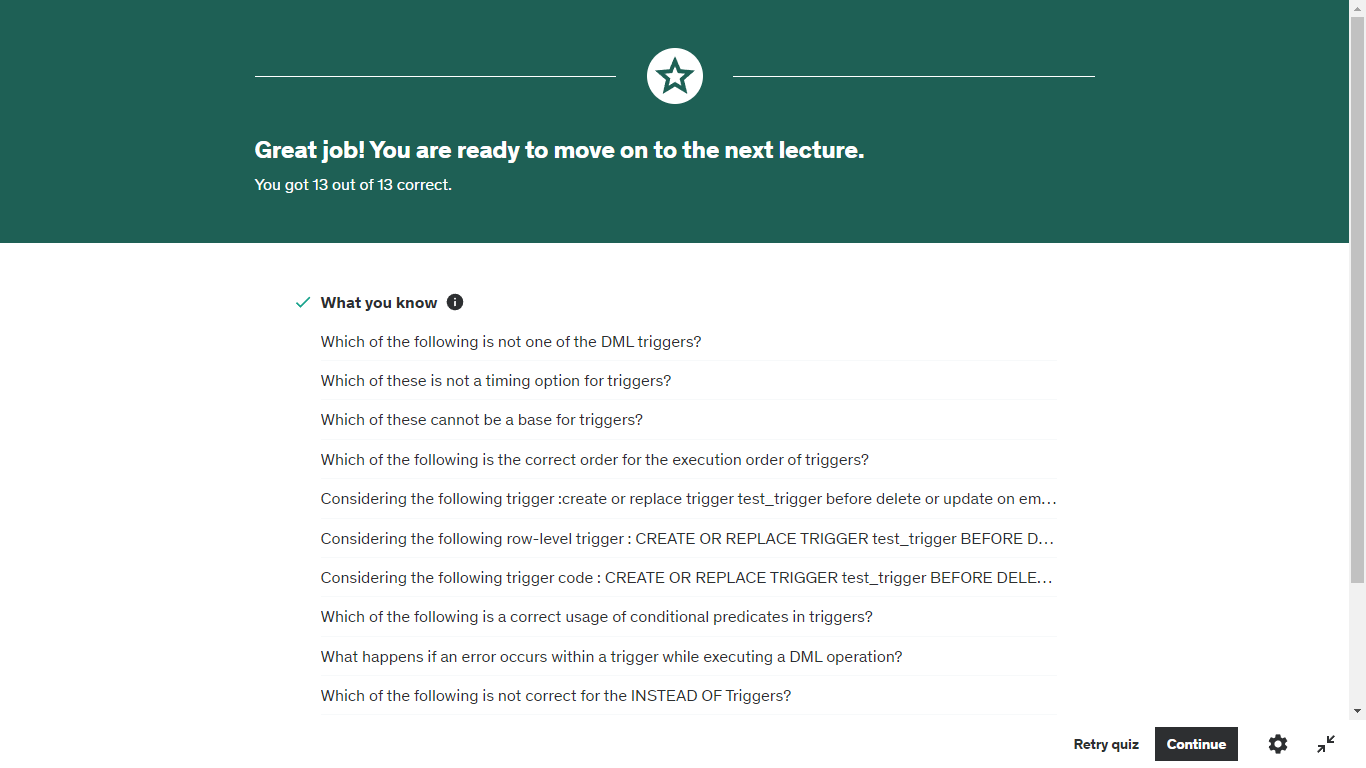 Great job! You are ready to move on to the next lecture.
You got 13 out of 13 correct.
What you know
Which of the following is not one of the DML triggers?
Which of these is not a timing option for triggers?
Which of these cannot be a base for triggers?
Which of the following is the correct order for the execution order of triggers?
Considering the following trigger :create or replace trigger test_trigger before delete or update on em...
Considering the following row-level trigger : CREATE OR REPLACE TRIGGER test_trigger BEFORE D...
Considering the following trigger code : CREATE OR REPLACE TRIGGER test_trigger BEFORE DELE...
Which of the following is a correct usage of conditional predicates in triggers?
What happens if an error occurs within a trigger while executing a DML operation?
Which of the following is not correct for the INSTEAD OF Triggers?
Retry quiz
Continue